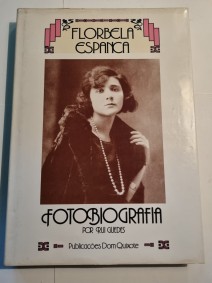 FLORBELA
ESPANCA
FOTOBIOGRAFIA
POR RUI GUEDES
Publicações Dom Quixote